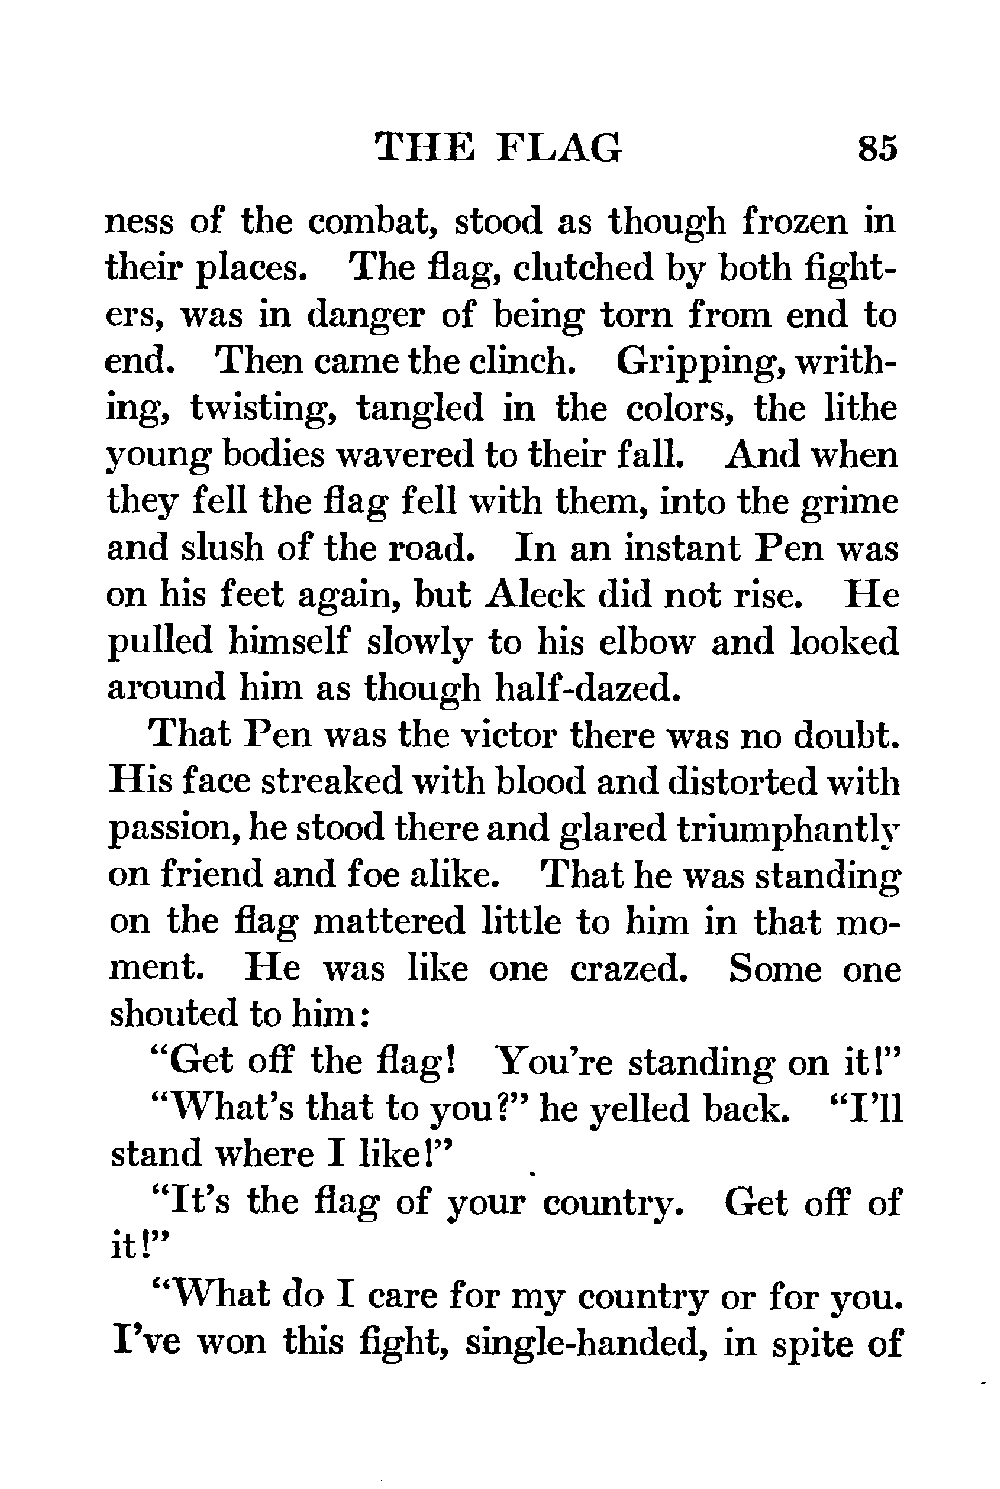 THE FLAG 85
ness of the combat, stood as though frozen in
their places. The flag, clutched by both fight-
ers, was in danger of being torn from end to
end. Then came the clinch. Gripping, writh-
ing, twisting, tangled in the colors, the lithe
young bodies wavered to their fall. And when
they fell the flag fell with them, into the grime
and slush of the road. In an instant Pen was
on his feet again, but Aleck did not rise. He
pulled himself slowly to his elbow and looked
around him as though half-dazed.
That Pen was the victor there was no doubt.
His face streaked with blood and distorted with
passion, he stood there and glared triumphantly
on friend and foe alike. That he was standing
on the flag mattered little to him in that mo-
ment. He was like one crazed. Some one
shouted to him:
“Get off the flag! You’re standing on it!”
“What’s that to you?” he yelled back. “I’ll
stand where I like!”
“It’s the flag of your country. Get off of
it!”
“What do I care for my country or for you.
I’ve won this fight, single-handed, in spite of